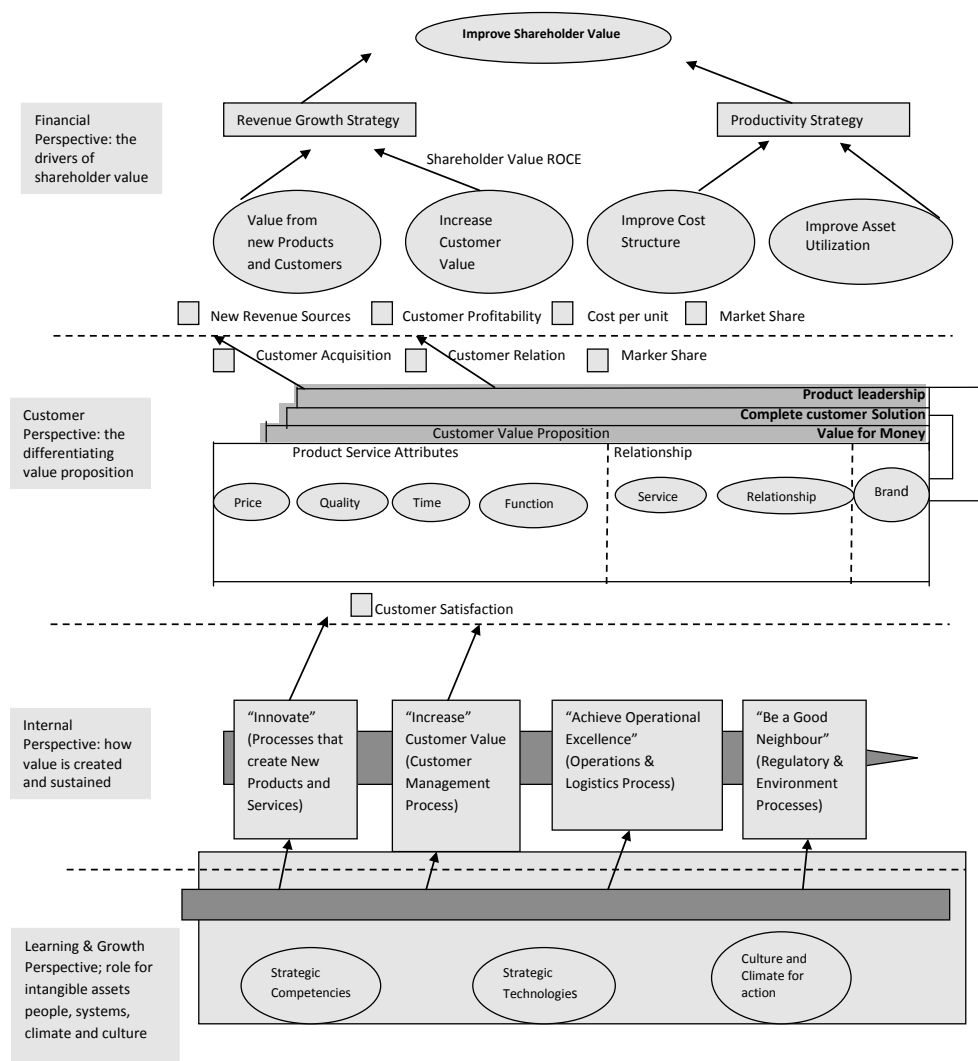 Improve Shareholder Value
Financial
Perspective: the
drivers of
shareholder value
Revenue Growth Strategy
Productivity Strategy
Shareholder Value ROCE
Value from
new Products
and Customers
Increase
Customer
Value
Improve Cost
Structure
Improve Asset
Utilization
New Revenue Sources
Customer Profitability
Cost per unit
Market Share
Customer Acquisition
Customer Relation
Marker Share
Customer
Perspective: the
differentiating
value proposition
Product leadership
Complete customer Solution
Customer Value Proposition
Value for Money
Product Service Attributes
Relationship
Price
Quality
Time
Function
Service
Relationship
Brand
Customer Satisfaction
Internal
Perspective: how
value is created
and sustained
“Innovate”
(Processes that
create New
Products and
Services)
“Increase”
Customer Value
(Customer
Management
Process)
“Achieve Operational
Excellence”
(Operations &
Logistics Process)
“Be a Good
Neighbour”
(Regulatory &
Environment
Processes)
Learning & Growth
Perspective; role for
intangible assets
people, systems,
climate and culture
Strategic
Competencies
Strategic
Technologies
Culture and
Climate for
action